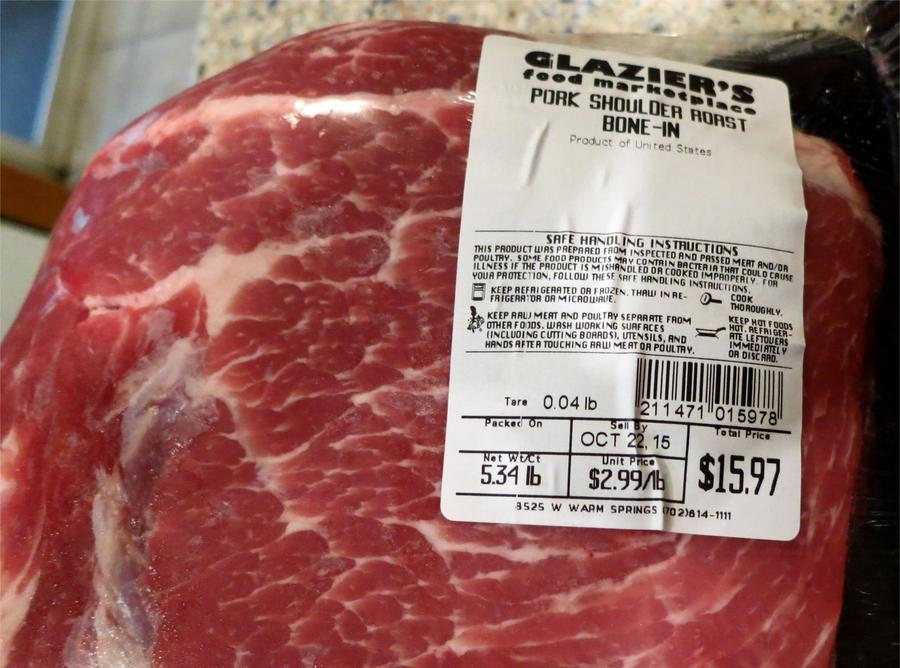 GLAZIER'S
food marketplace
PORK SHOULDER ROAST
BONE-IN
Product of United States
SAFE HANDLING INSTRUCTIONS
THIS PRODUCT WAS PREPARED FROM INSPECTED AND PASSED MEAT AND/OR
POULTRY. SOME FOOD PRODUCTS MAY CONTAIN BACTERIA THAT COULD CAUSE
ILLNESS IF THE PRODUCT IS MISHANDLED OR COOKED IMPROPERLY. FOR
YOUR PROTECTION, FOLLOW THESE SAFE HANDLING INSTRUCTIONS.
KEEP REFRIGERATED OR FROZEN. THAW IN RE-
FRIGERATOR OR MICROWAVE.
COOK
THOROUGHLY.
KEEP RAW MEAT AND POULTRY SEPARATE FROM
OTHER FOODS. WASH WORKING SURFACES
(INCLUDING CUTTING BOARDS), UTENSILS, AND
HANDS AFTER TOUCHING RAW MEAT OR POULTRY.
KEEP HOT FOODS
HOT. REFRIGER-
ATE LEFTOVERS
IMMEDIATELY
OR DISCARD.
Tare 0.04 lb
211471 015978
Packed On
Sell By
OCT 22, 15
Total Price
$15.97
Net Wt/Ct
5.34 lb
Unit Price
$2.99/lb
8525 W WARM SPRINGS (702)614-1111